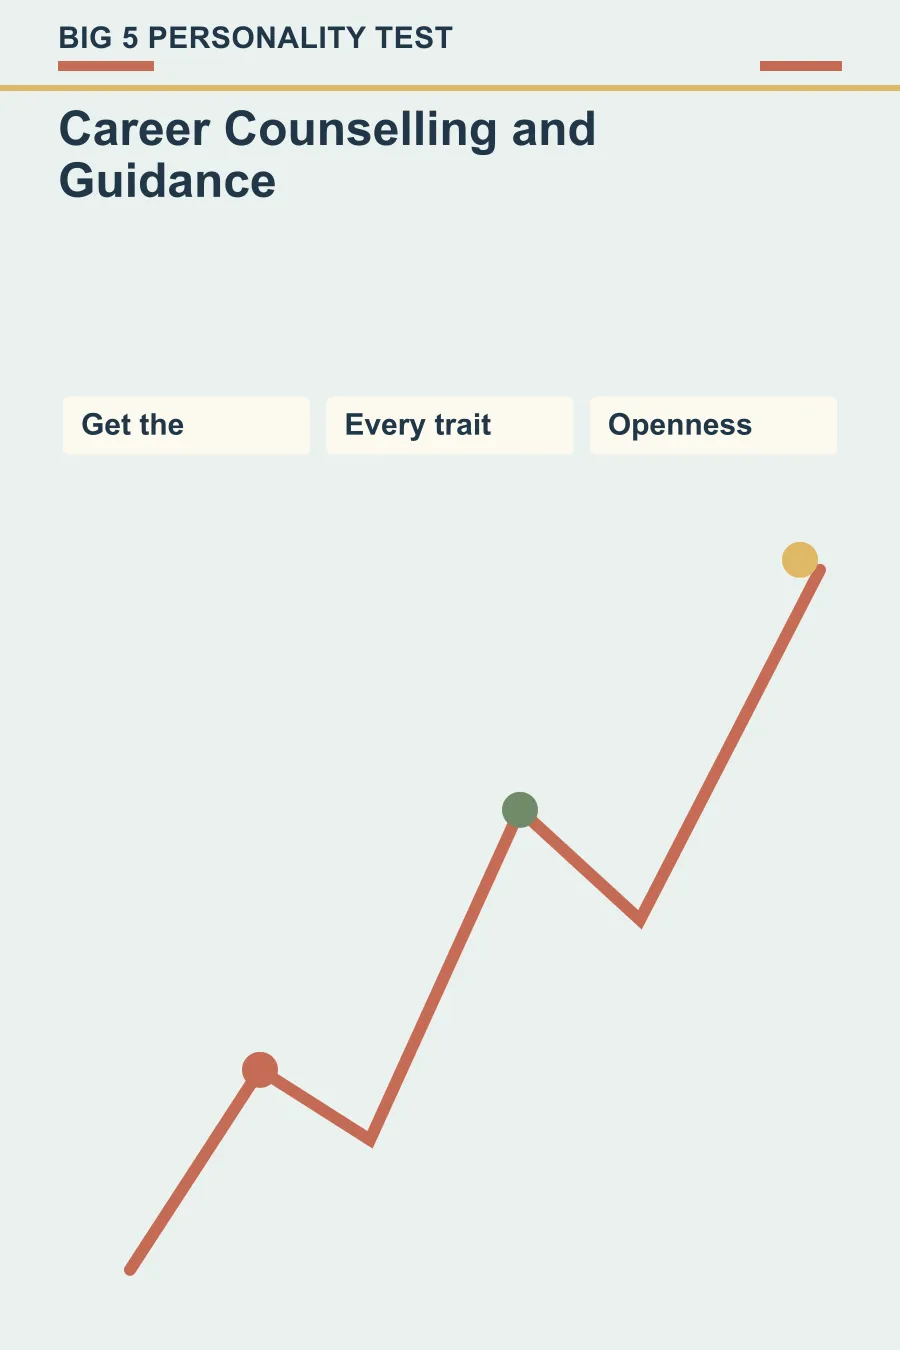 BIG 5 PERSONALITY TEST
Career Counselling and
Guidance
Get the
Every trait
Openness